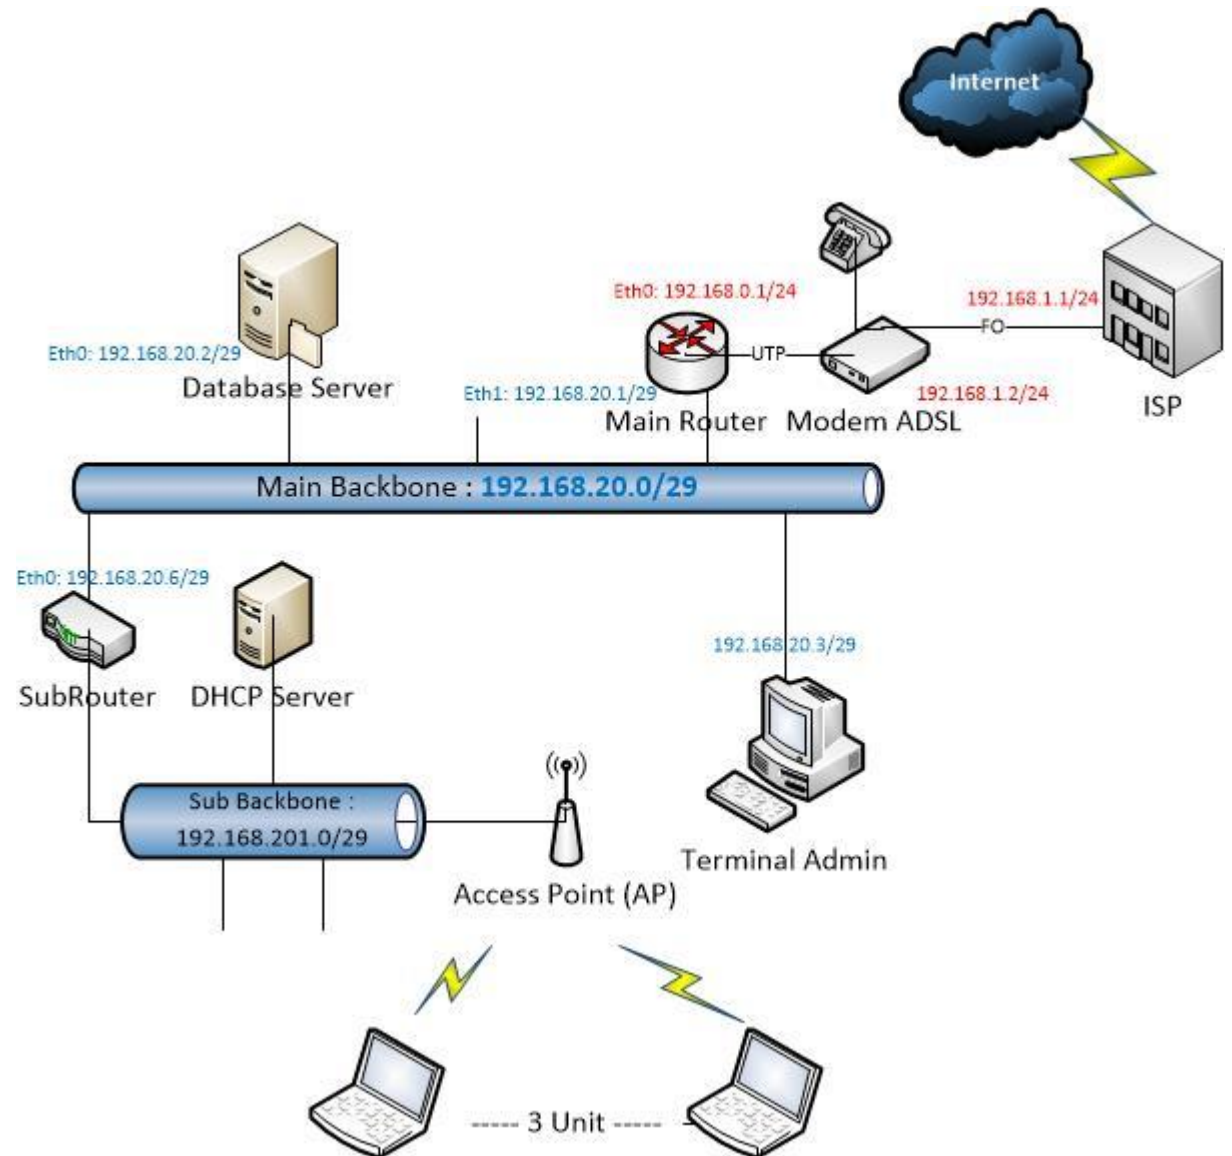 Internet
Eth0: 192.168.0.1/24
192.168.1.1/24
FO
UTP
Eth0: 192.168.20.2/29
Database Server
Eth1: 192.168.20.1/29
192.168.1.2/24
ISP
Main Router
Modem ADSL
Main Backbone : 192.168.20.0/29
Eth0: 192.168.20.6/29
192.168.20.3/29
SubRouter
DHCP Server
Sub Backbone :
192.168.201.0/29
Terminal Admin
Access Point (AP)
----- 3 Unit -----